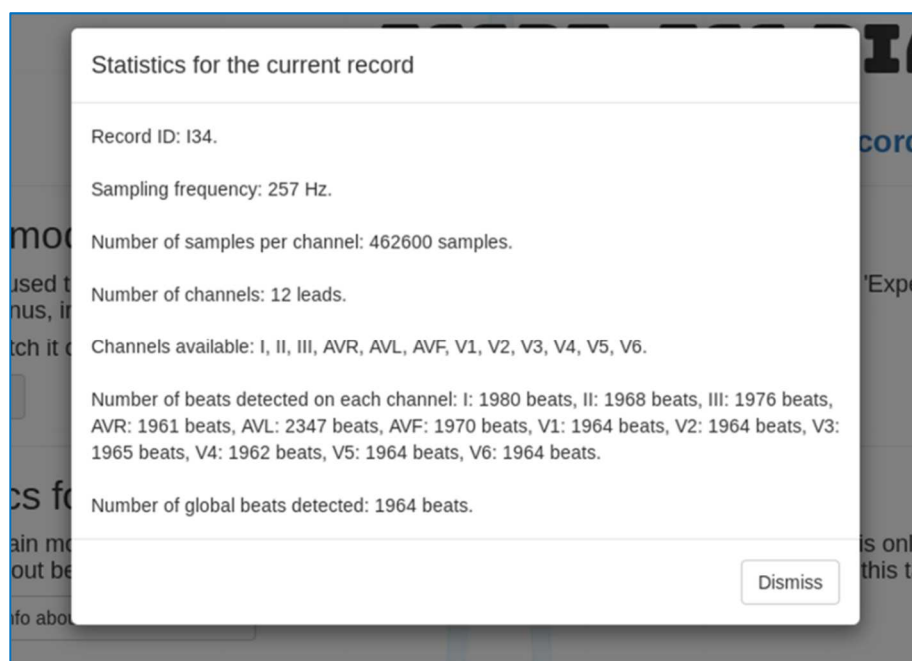 Statistics for the current record
Record ID: I34.
cord
Sampling frequency: 257 Hz.
mod
Number of samples per channel: 462600 samples.
used t
'Expe
nus, in
Number of channels: 12 leads.
tch it o
Channels available: I, II, III, AVR, AVL, AVF, V1, V2, V3, V4, V5, V6.
Number of beats detected on each channel: I: 1980 beats, II: 1968 beats, III: 1976 beats,
AVR: 1961 beats, AVL: 2347 beats, AVF: 1970 beats, V1: 1964 beats, V2: 1964 beats, V3:
1965 beats, V4: 1962 beats, V5: 1964 beats, V6: 1964 beats.
cs fo
Number of global beats detected: 1964 beats.
ain mo
is onl
out be
this t
Dismiss
nfo abou